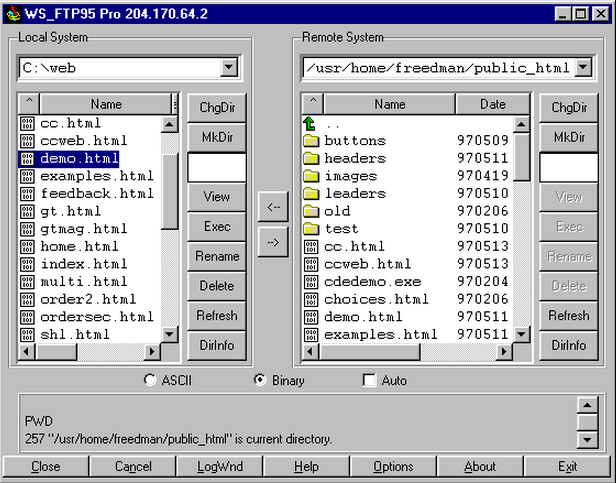 WS_FTP95 Pro 204.170.64.2
Local System
C:\web
^ Name
cc.html
ccweb.html
demo.html
examples.html
feedback.html
gt.html
gtmag.html
home.html
index.html
multi.html
order2.html
ordersec.html
shl.html
ChgDir
MkDir
View
Exec
Rename
Delete
Refresh
DirInfo
<--
-->
Remote System
/usr/home/freedman/public_html
^ Name Date
..
buttons 970509
headers 970511
images 970419
leaders 970510
old 970206
test 970510
cc.html 970513
ccweb.html 970513
cdedemo.exe 970204
choices.html 970206
demo.html 970511
examples.html 970511
ChgDir
MkDir
View
Exec
Rename
Delete
Refresh
DirInfo
ASCII Binary Auto
PWD
257 "/usr/home/freedman/public_html" is current directory.
Close Cancel LogWnd Help Options About Exit